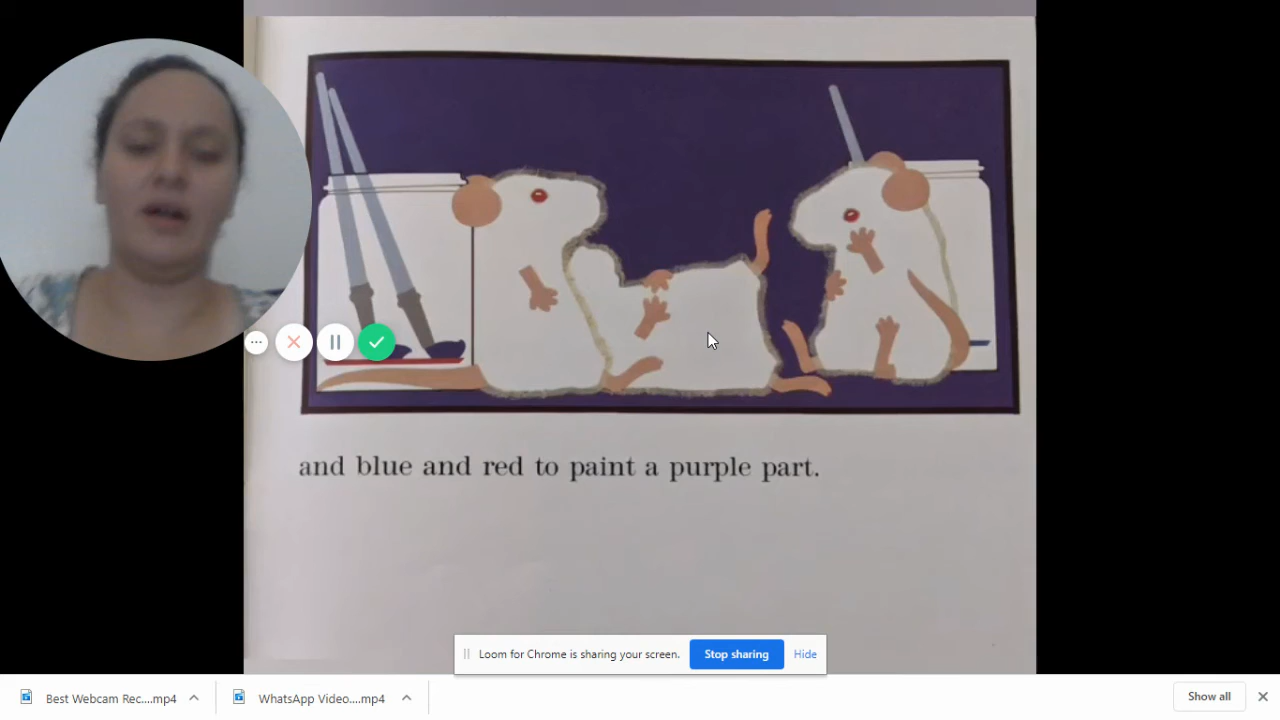 and blue and red to paint a purple part.
Loom for Chrome is sharing your screen. Stop sharing Hide
Best Webcam Rec....mp4 WhatsApp Video....mp4 Show all